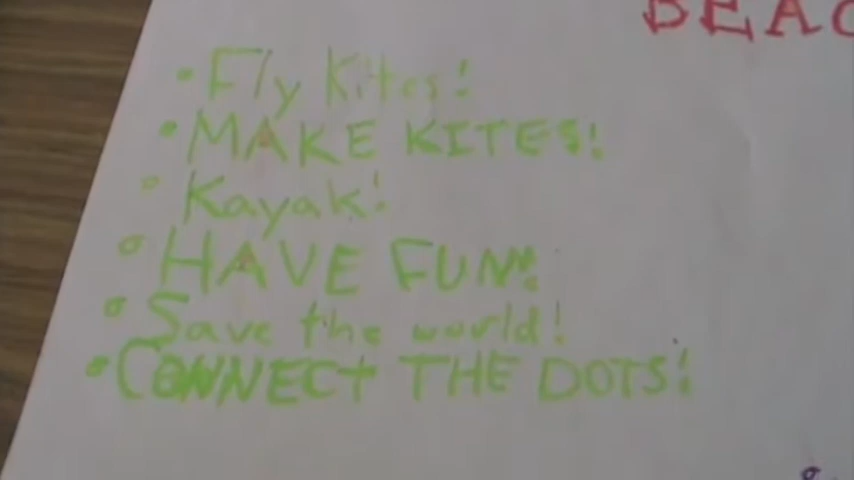 BEAC
• Fly Kites!
• MAKE KITES!
• Kayak!
• HAVE FUN!
• Save the world!
• CONNECT THE DOTS!